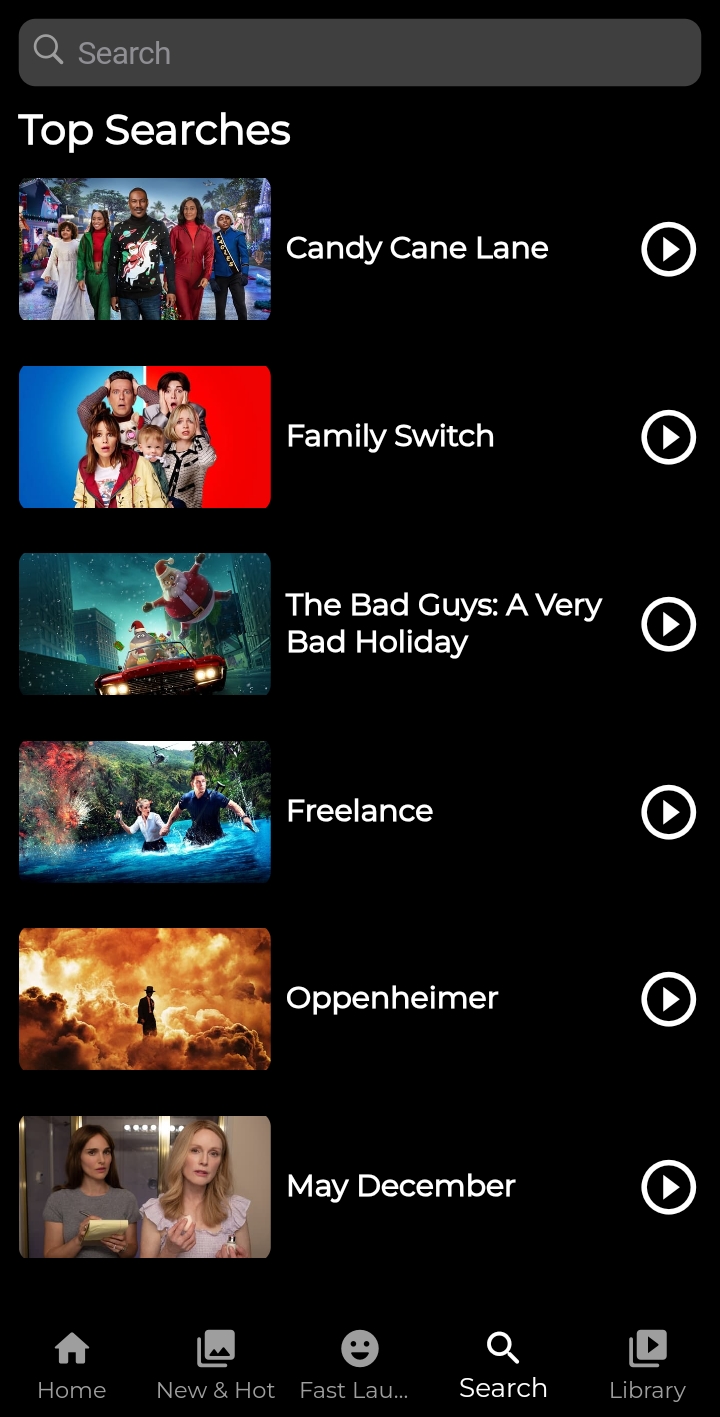 Search
Top Searches
Candy Cane Lane
Family Switch
The Bad Guys: A Very
Bad Holiday
Freelance
Oppenheimer
May December
Home
New & Hot
Fast Lau...
Search
Library